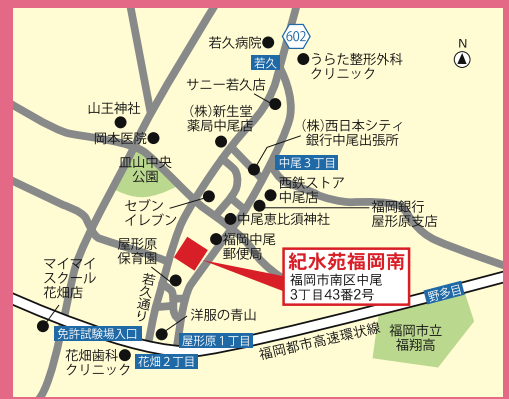 若久病院
602
N
若久
うらた整形外科
クリニック
サニー若久店
山王神社
(株)新生堂
薬局中尾店
(株)西日本シティ
銀行中尾出張所
岡本医院
皿山中央
公園
中尾3丁目
西鉄ストア
中尾店
セブン
イレブン
福岡銀行
屋形原支店
中尾恵比須神社
屋形原
保育園
福岡中尾
郵便局
紀水苑福岡南
福岡市南区中尾
3丁目43番2号
マイマイ
スクール
花畑店
若久通り
野多目
洋服の青山
免許試験場入口
屋形原1丁目
福岡都市高速環状線
福岡市立
福翔高
花畑歯科
クリニック
花畑2丁目